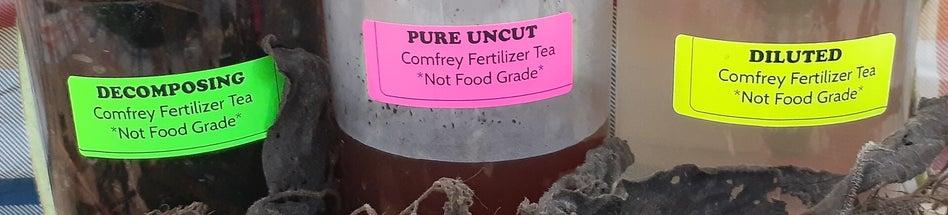 DECOMPOSING
Comfrey Fertilizer Tea
*Not Food Grade*
PURE UNCUT
Comfrey Fertilizer Tea
*Not Food Grade*
DILUTED
Comfrey Fertilizer Tea
*Not Food Grade*